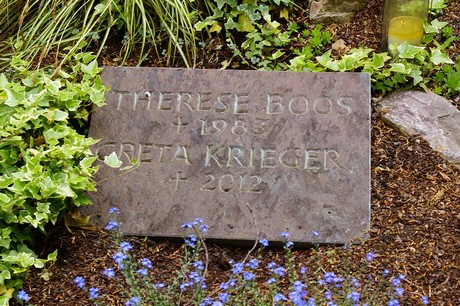 THERESE BOOS
+ 1983
GRETA KRIEGER
+ 2012